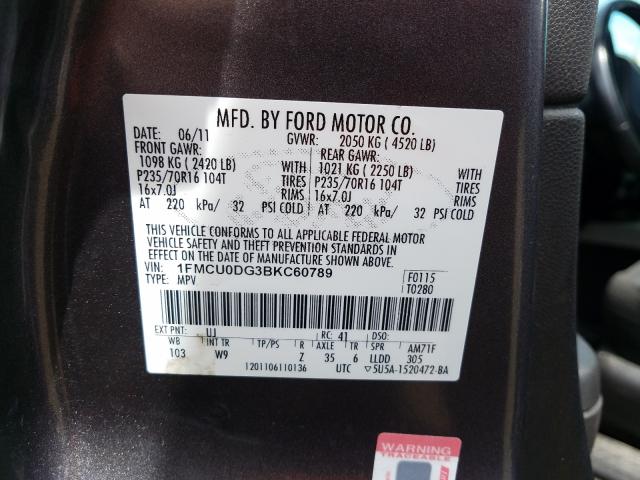 MFD. BY FORD MOTOR CO.
DATE: 06/11 GVWR: 2050 KG ( 4520 LB)
FRONT GAWR: REAR GAWR:
1098 KG ( 2420 LB) WITH 1021 KG ( 2250 LB) WITH
P235/70R16 104T TIRES P235/70R16 104T TIRES
16x7.0J RIMS 16x7.0J RIMS
AT 220 kPa/ 32 PSI COLD AT 220 kPa/ 32 PSI COLD
THIS VEHICLE CONFORMS TO ALL APPLICABLE FEDERAL MOTOR
VEHICLE SAFETY AND THEFT PREVENTION STANDARDS IN
EFFECT ON THE DATE OF MANUFACTURE SHOWN ABOVE.
VIN: 1FMCU0DG3BKC60789 F0115
TYPE: MPV T0280
EXT PNT: UJ RC: 41 DSO:
WB INT TR TP/PS R AXLE TR SPR AM71F
103 W9 Z 35 6 LLDD 305
1201106110136 UTC ▽5U5A-1520472-BA
WARNING
TRACEABLE